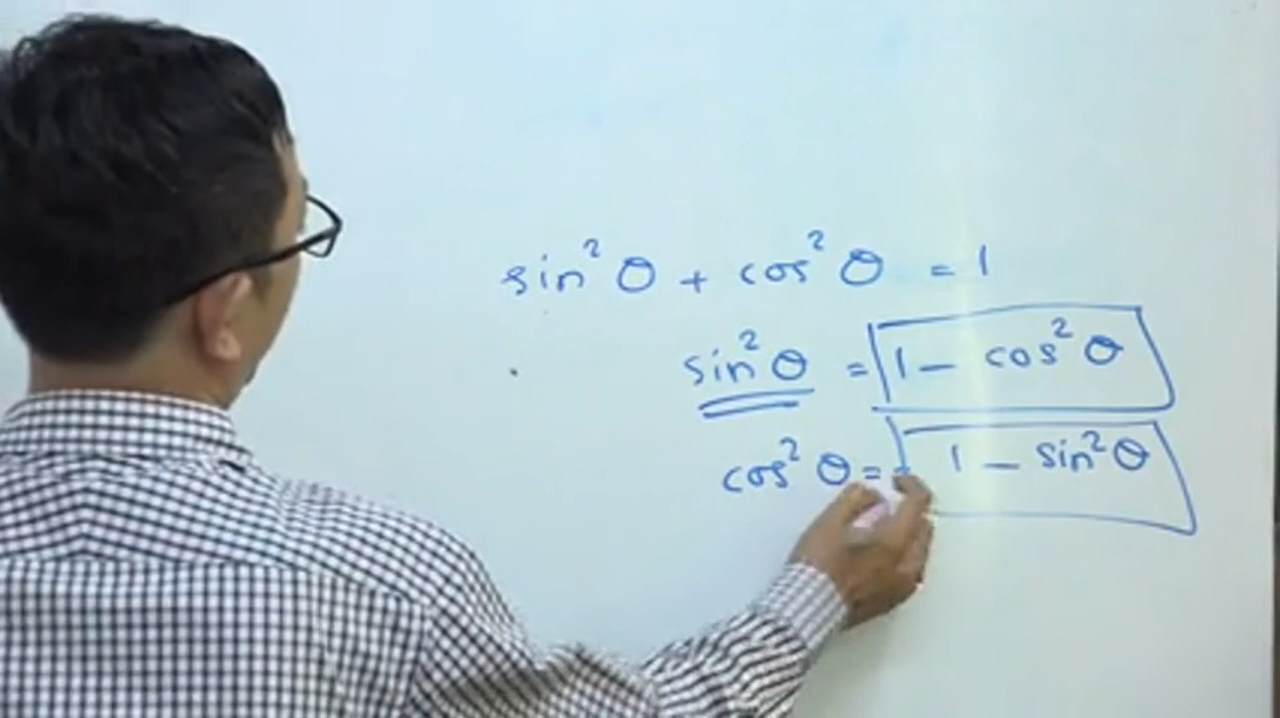 sin²θ + cos²θ = 1
sin²θ = 1 − cos²θ
cos²θ = 1 − sin²θ